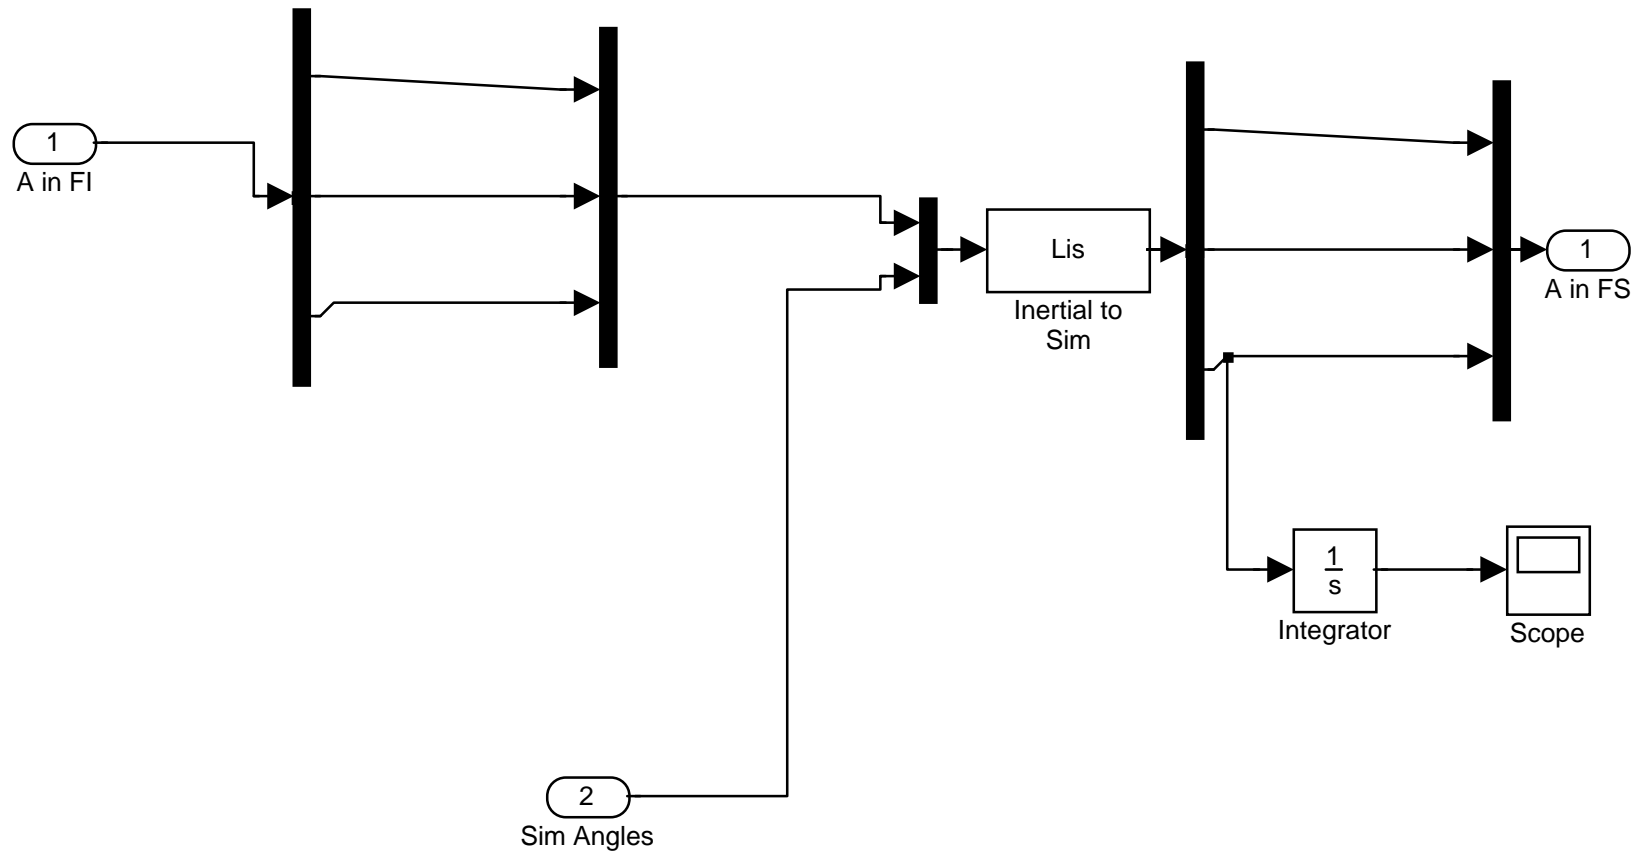 1
A in FI
Lis
Inertial to
Sim
1
A in FS
1
s
Integrator
Scope
2
Sim Angles